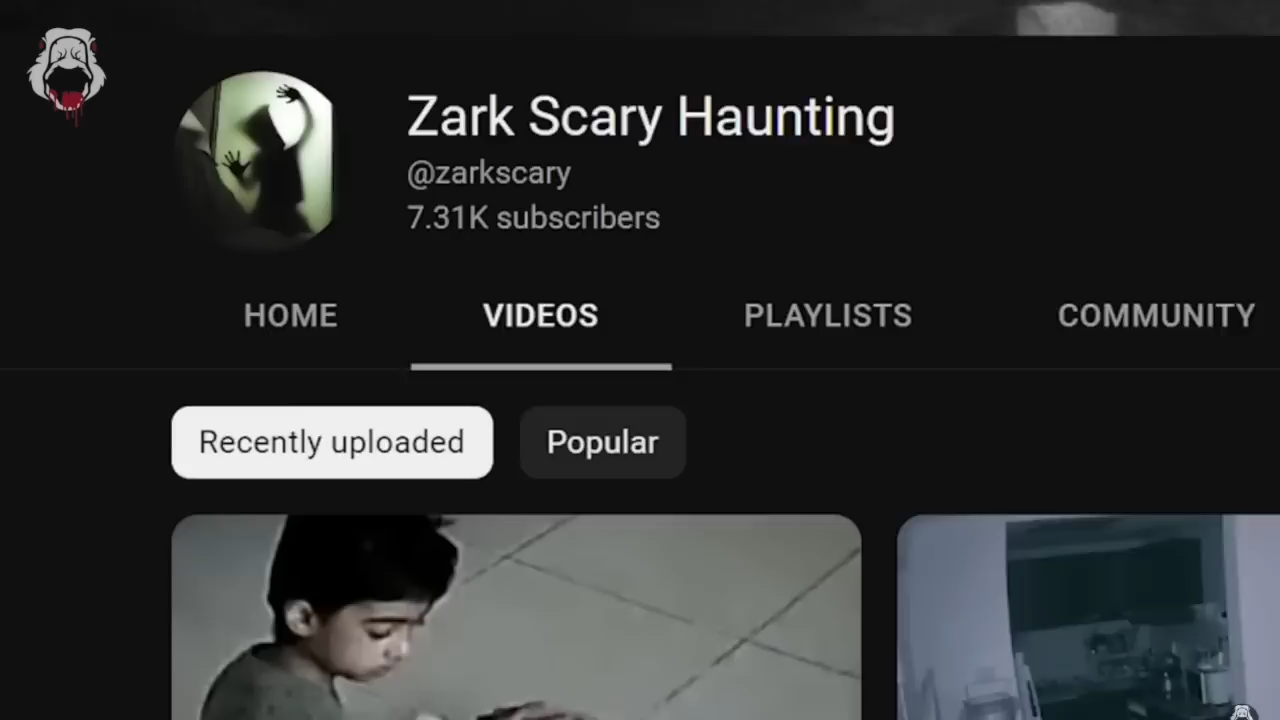 Zark Scary Haunting
@zarkscary
7.31K subscribers
HOME VIDEOS PLAYLISTS COMMUNITY
Recently uploaded Popular